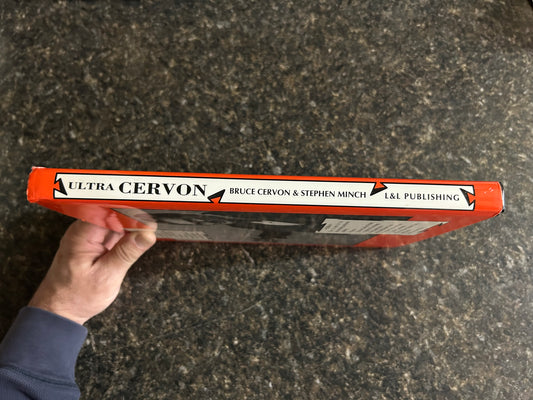 ULTRA CERVON BRUCE CERVON & STEPHEN MINCH L&L PUBLISHING